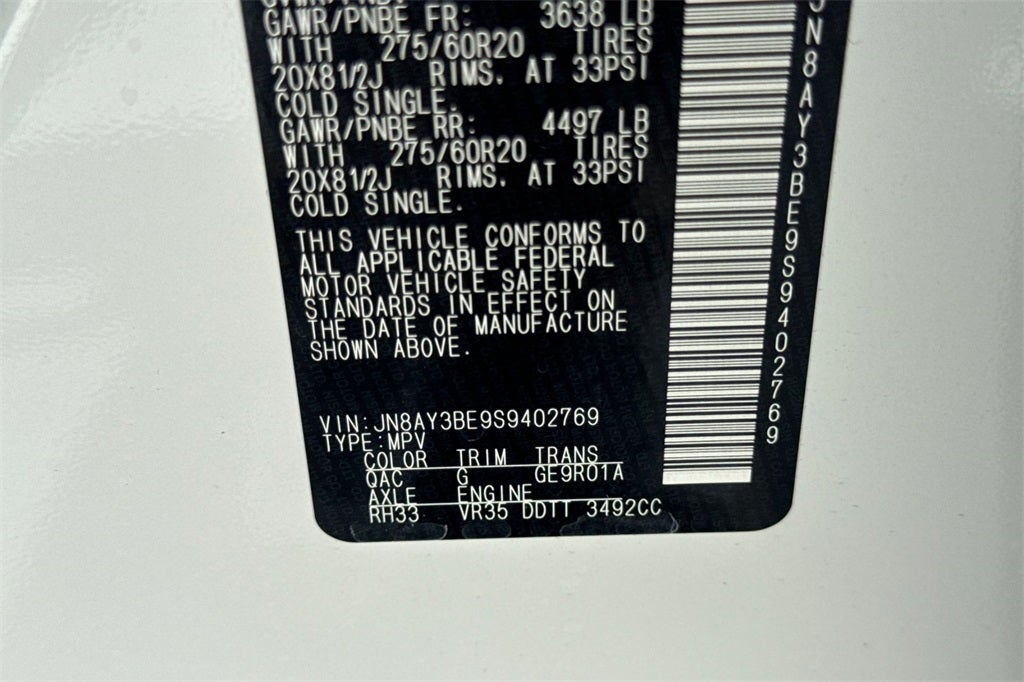 GAWR/PNBE FR: 3638 LB
WITH 275/60R20 TIRES
20X81/2J RIMS. AT 33PSI
COLD SINGLE.
GAWR/PNBE RR: 4497 LB
WITH 275/60R20 TIRES
20X81/2J RIMS. AT 33PSI
COLD SINGLE.
THIS VEHICLE CONFORMS TO
ALL APPLICABLE FEDERAL
MOTOR VEHICLE SAFETY
STANDARDS IN EFFECT ON
THE DATE OF MANUFACTURE
SHOWN ABOVE.
VIN:JN8AY3BE9S9402769
TYPE:MPV
COLOR TRIM TRANS
QAC G GE9R01A
AXLE ENGINE
RH33 VR35 DDTT 3492CC
JN8AY3BE9S9402769